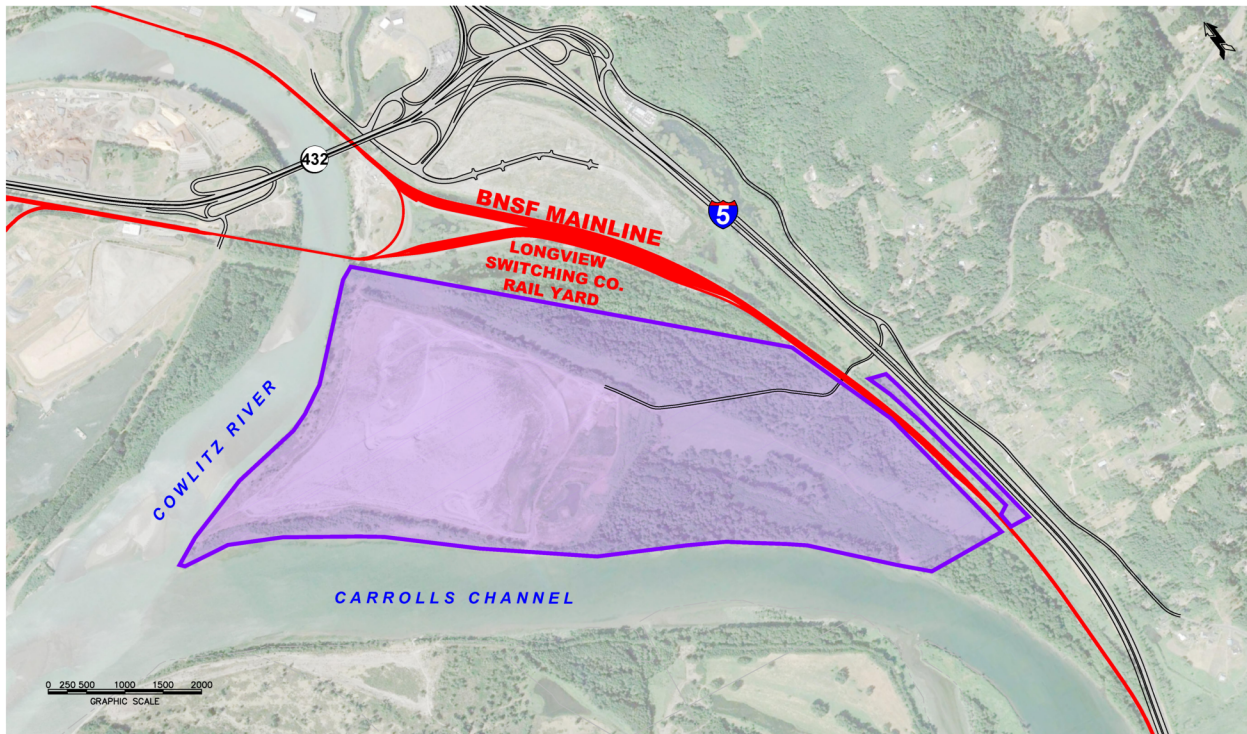 432
BNSF MAINLINE
5
LONGVIEW
SWITCHING CO.
RAIL YARD
COWLITZ RIVER
CARROLLS CHANNEL
0 250 500 1000 1500 2000
GRAPHIC SCALE